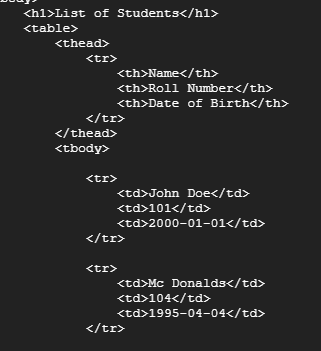 body>
<h1>List of Students</h1>
<table>
<thead>
<tr>
<th>Name</th>
<th>Roll Number</th>
<th>Date of Birth</th>
</tr>
</thead>
<tbody>
<tr>
<td>John Doe</td>
<td>101</td>
<td>2000-01-01</td>
</tr>
<tr>
<td>Mc Donalds</td>
<td>104</td>
<td>1995-04-04</td>
</tr>